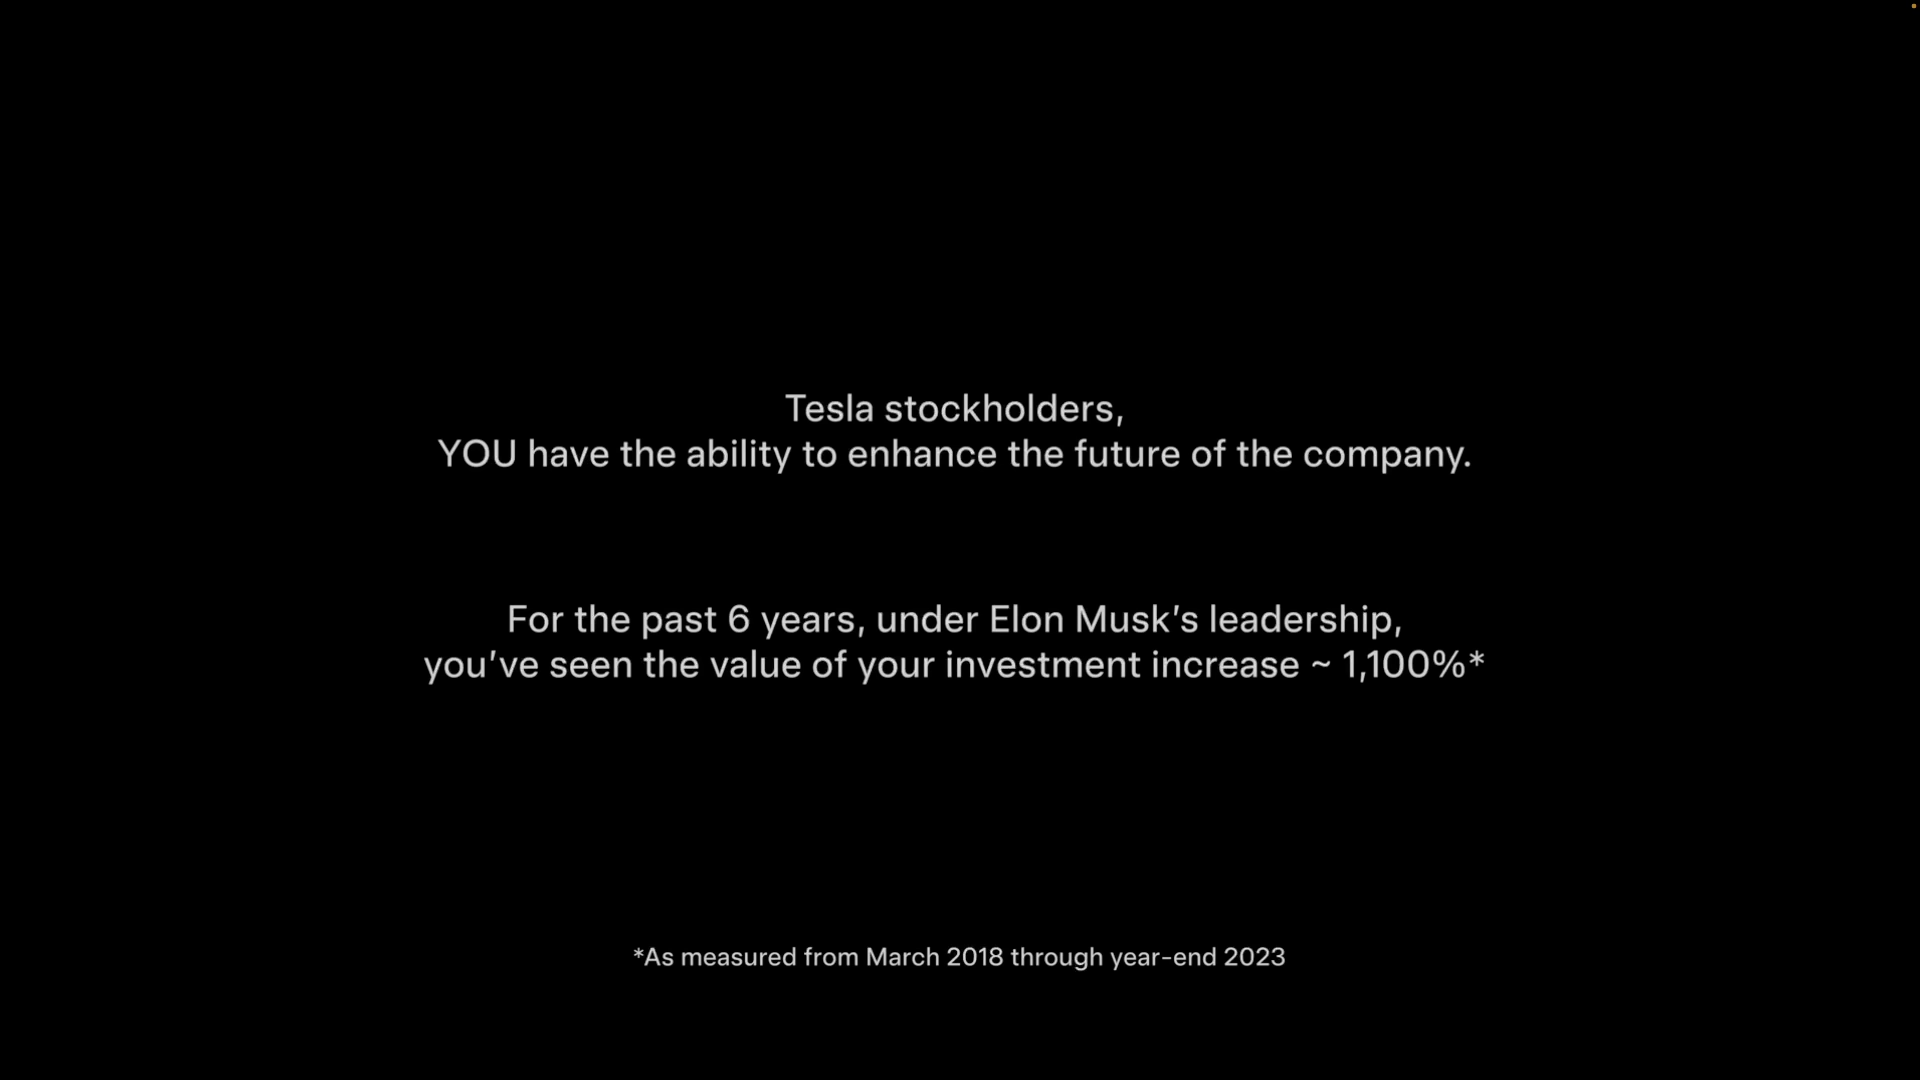 Tesla stockholders,
YOU have the ability to enhance the future of the company.
For the past 6 years, under Elon Musk’s leadership,
you’ve seen the value of your investment increase ~ 1,100%*
*As measured from March 2018 through year-end 2023